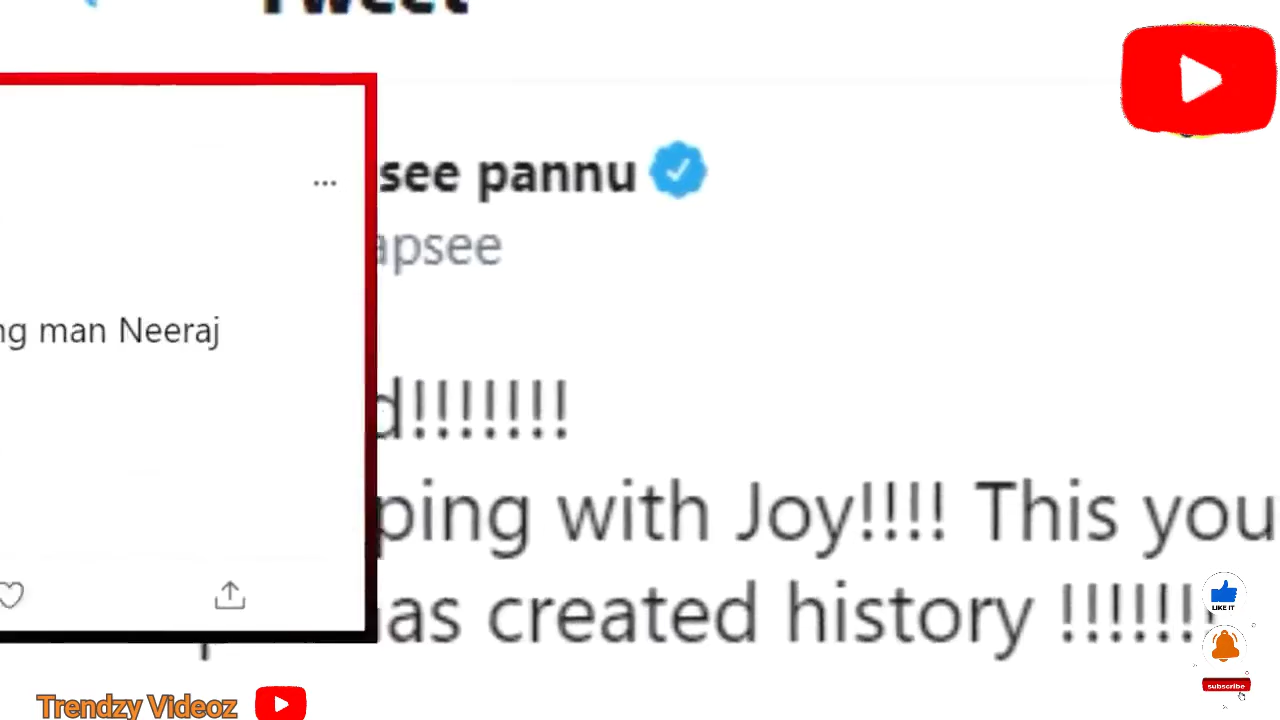 Tweet
see pannu
apsee
...
ng man Neeraj
d!!!!!!!
ping with Joy!!!! This you
as created history !!!!!!!
LIKE IT
subscribe
Trendzy Videoz